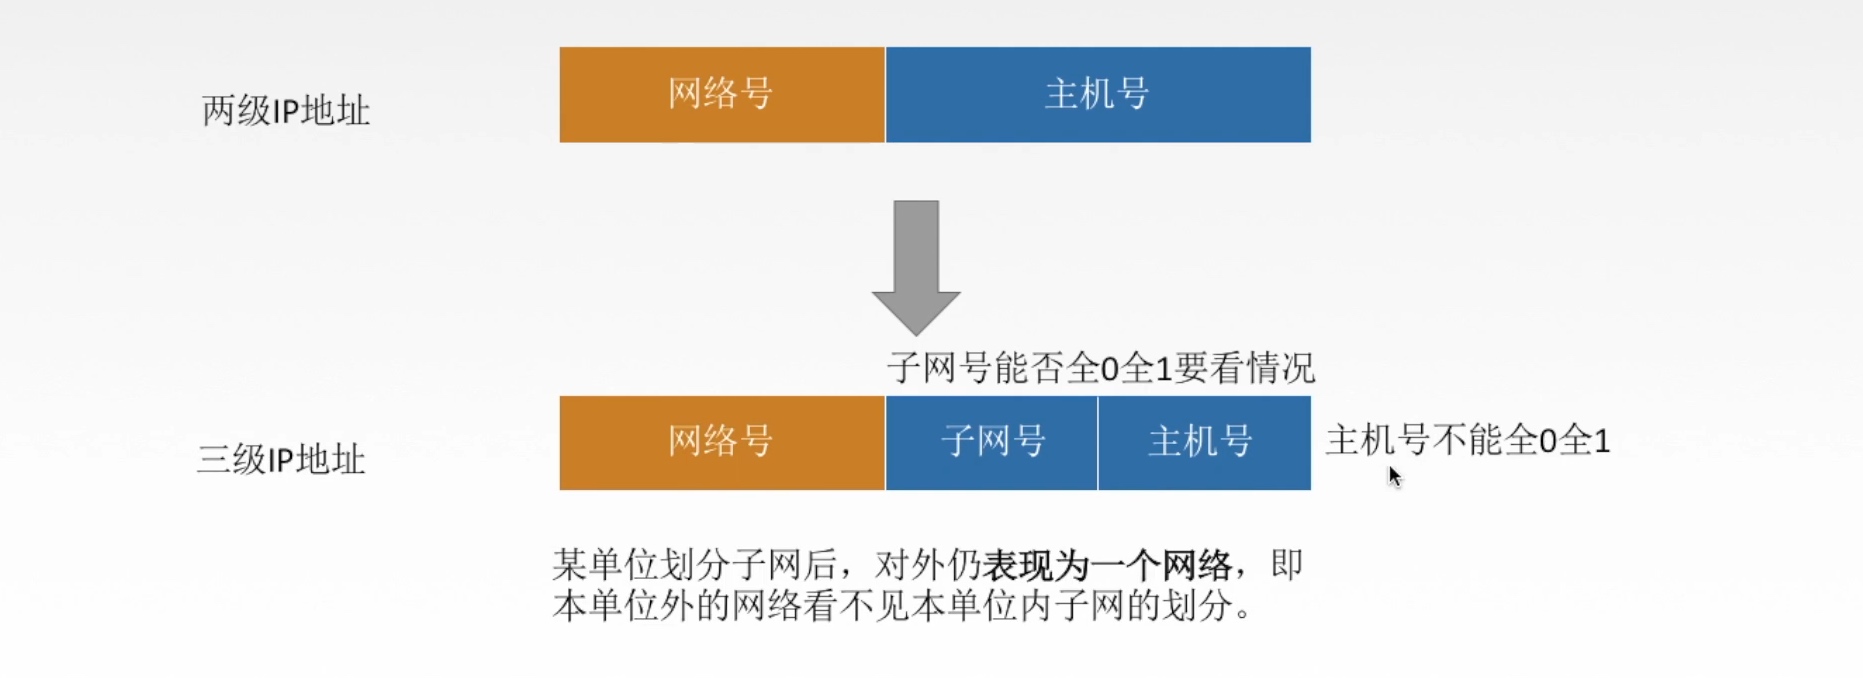 两级IP地址
网络号
主机号
子网号能否全0全1要看情况
三级IP地址
网络号
子网号
主机号
主机号不能全0全1
某单位划分子网后，对外仍表现为一个网络，即
本单位外的网络看不见本单位内子网的划分。